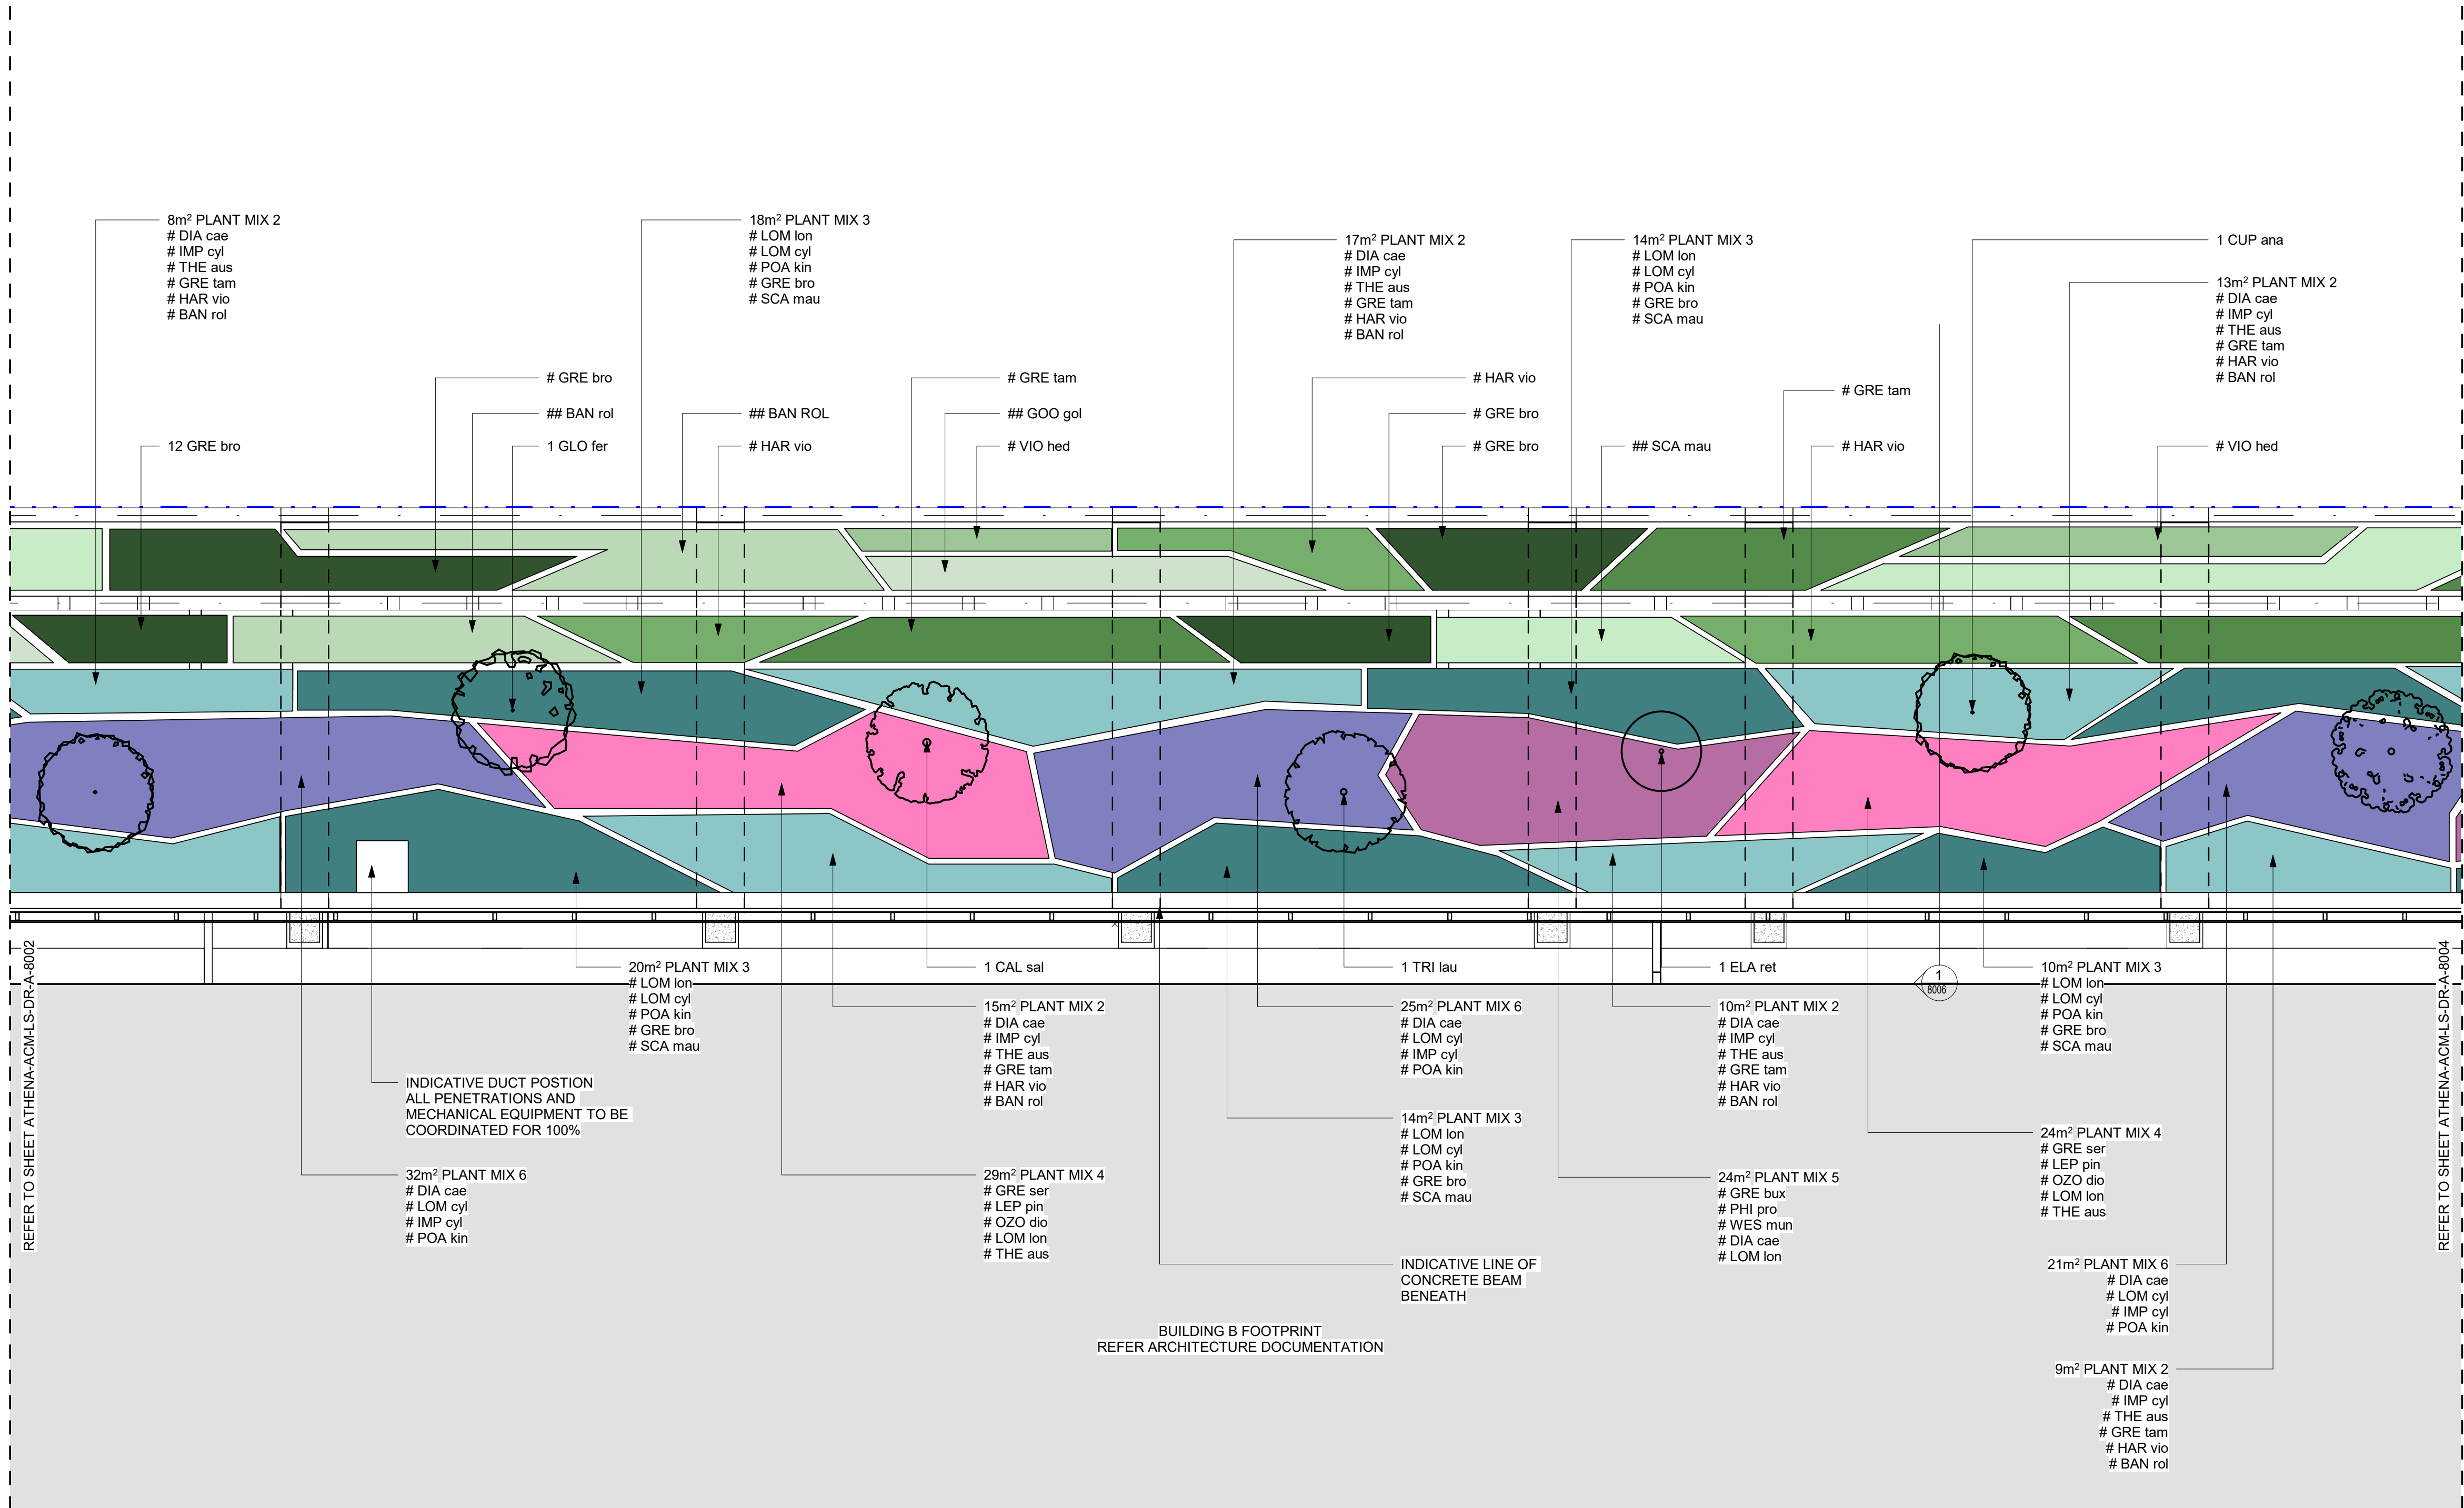 8m² PLANT MIX 2
# DIA cae
# IMP cyl
# THE aus
# GRE tam
# HAR vio
# BAN rol
18m² PLANT MIX 3
# LOM lon
# LOM cyl
# POA kin
# GRE bro
# SCA mau
17m² PLANT MIX 2
# DIA cae
# IMP cyl
# THE aus
# GRE tam
# HAR vio
# BAN rol
14m² PLANT MIX 3
# LOM lon
# LOM cyl
# POA kin
# GRE bro
# SCA mau
1 CUP ana
13m² PLANT MIX 2
# DIA cae
# IMP cyl
# THE aus
# GRE tam
# HAR vio
# BAN rol
# GRE bro
## BAN rol
12 GRE bro
1 GLO fer
## BAN ROL
# HAR vio
# GRE tam
## GOO gol
# VIO hed
# HAR vio
# GRE bro
# GRE bro
## SCA mau
# GRE tam
# HAR vio
# VIO hed
REFER TO SHEET ATHENA-ACM-LS-DR-A-8002
20m² PLANT MIX 3
# LOM lon
# LOM cyl
# POA kin
# GRE bro
# SCA mau
INDICATIVE DUCT POSTION
ALL PENETRATIONS AND
MECHANICAL EQUIPMENT TO BE
COORDINATED FOR 100%
32m² PLANT MIX 6
# DIA cae
# LOM cyl
# IMP cyl
# POA kin
1 CAL sal
15m² PLANT MIX 2
# DIA cae
# IMP cyl
# THE aus
# GRE tam
# HAR vio
# BAN rol
29m² PLANT MIX 4
# GRE ser
# LEP pin
# OZO dio
# LOM lon
# THE aus
1 TRI lau
25m² PLANT MIX 6
# DIA cae
# LOM cyl
# IMP cyl
# POA kin
14m² PLANT MIX 3
# LOM lon
# LOM cyl
# POA kin
# GRE bro
# SCA mau
INDICATIVE LINE OF
CONCRETE BEAM
BENEATH
1 ELA ret
10m² PLANT MIX 2
# DIA cae
# IMP cyl
# THE aus
# GRE tam
# HAR vio
# BAN rol
24m² PLANT MIX 5
# GRE bux
# PHI pro
# WES mun
# DIA cae
# LOM lon
1
8006
10m² PLANT MIX 3
# LOM lon
# LOM cyl
# POA kin
# GRE bro
# SCA mau
24m² PLANT MIX 4
# GRE ser
# LEP pin
# OZO dio
# LOM lon
# THE aus
21m² PLANT MIX 6
# DIA cae
# LOM cyl
# IMP cyl
# POA kin
9m² PLANT MIX 2
# DIA cae
# IMP cyl
# THE aus
# GRE tam
# HAR vio
# BAN rol
REFER TO SHEET ATHENA-ACM-LS-DR-A-8004
BUILDING B FOOTPRINT
REFER ARCHITECTURE DOCUMENTATION